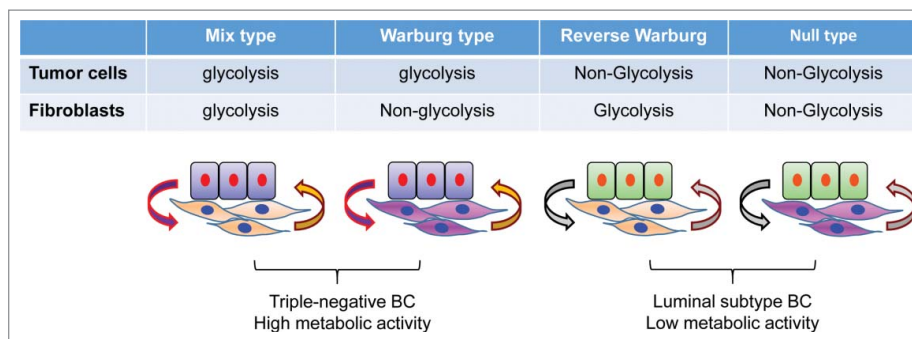 Mix type Warburg type Reverse Warburg Null type
Tumor cells glycolysis glycolysis Non-Glycolysis Non-Glycolysis
Fibroblasts glycolysis Non-glycolysis Glycolysis Non-Glycolysis
Triple-negative BC
High metabolic activity
Luminal subtype BC
Low metabolic activity